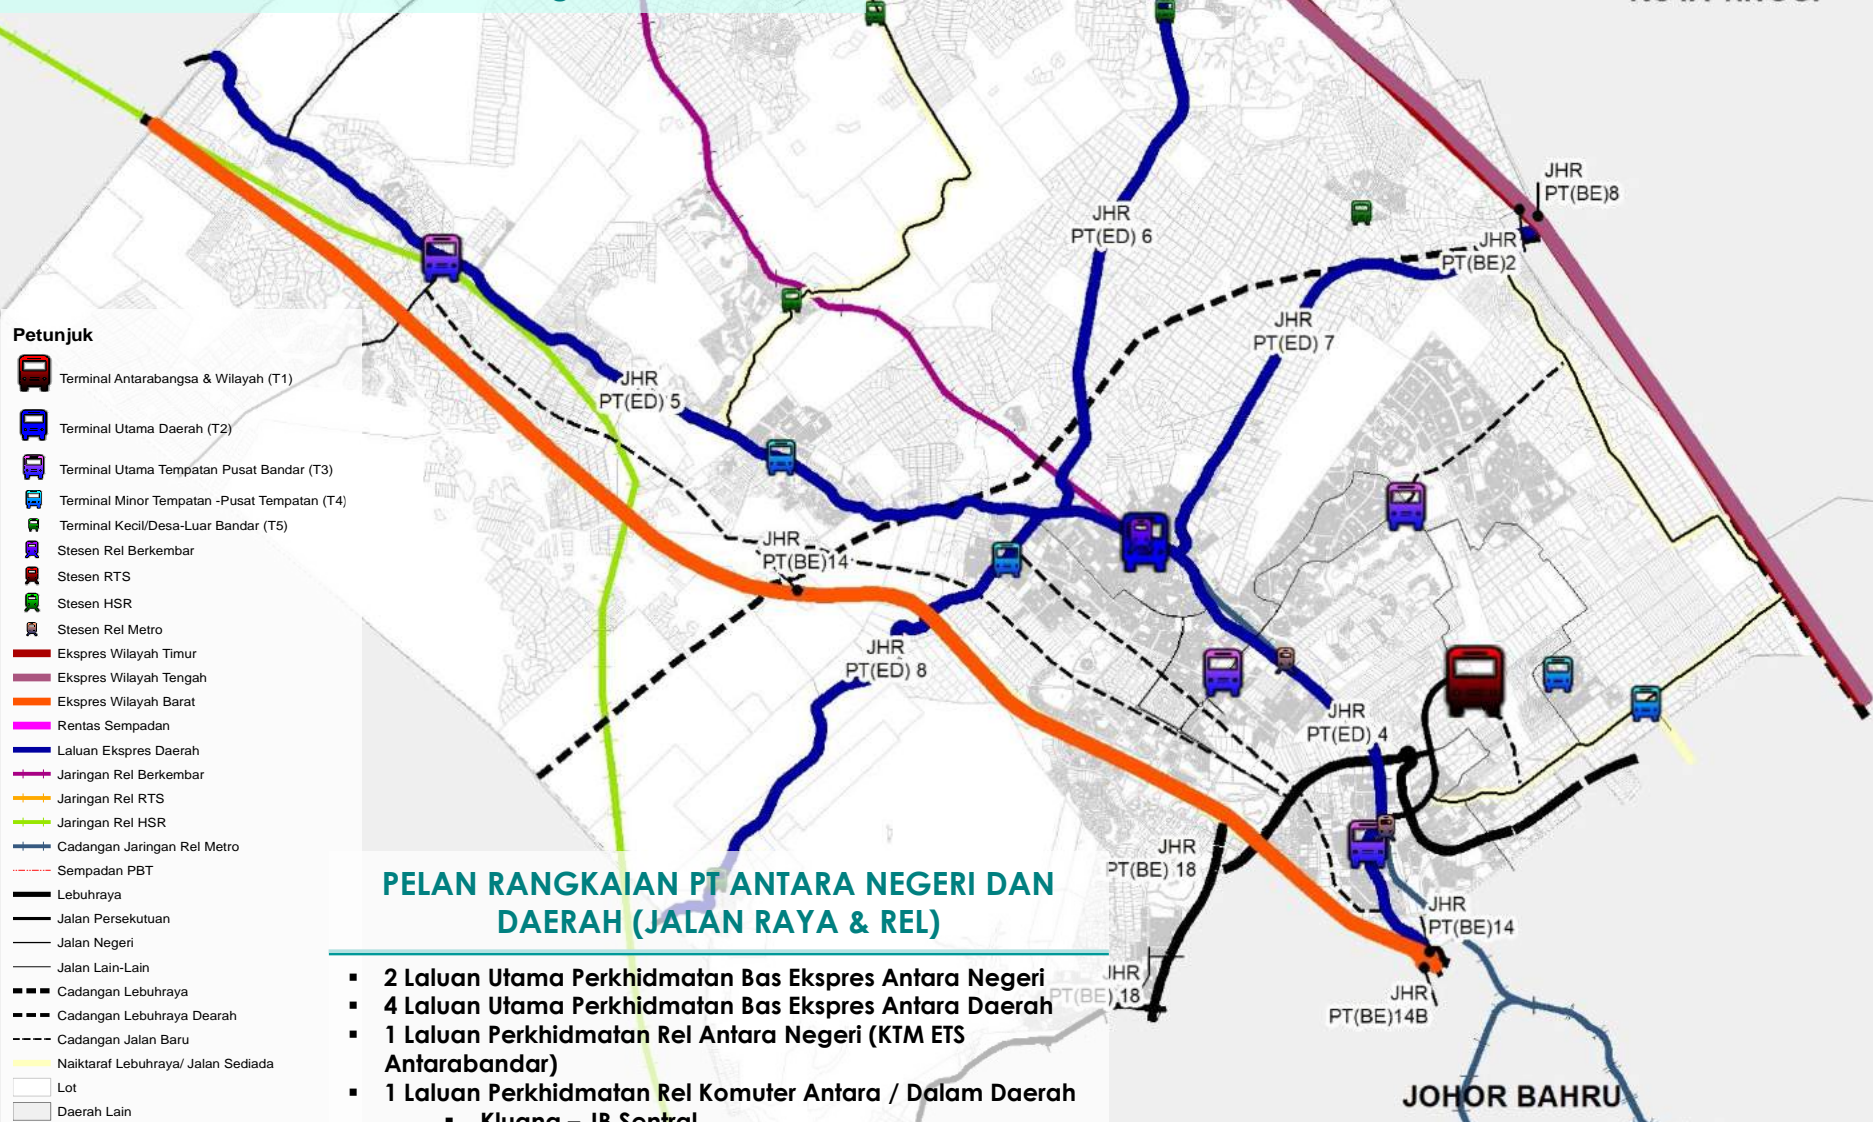 JHR
PT(BE)8
JHR
PT(BE)2
JHR
PT(ED) 6
JHR
PT(ED) 7
JHR
PT(ED) 5
JHR
PT(BE)14
JHR
PT(ED) 8
JHR
PT(ED) 4
JHR
PT(BE) 18
JHR
PT(BE)14
JHR
PT(BE) 18
JHR
PT(BE)14B
JOHOR BAHRU
Petunjuk
Terminal Antarabangsa & Wilayah (T1)
Terminal Utama Daerah (T2)
Terminal Utama Tempatan Pusat Bandar (T3)
Terminal Minor Tempatan -Pusat Tempatan (T4)
Terminal Kecil/Desa-Luar Bandar (T5)
Stesen Rel Berkembar
Stesen RTS
Stesen HSR
Stesen Rel Metro
Ekspres Wilayah Timur
Ekspres Wilayah Tengah
Ekspres Wilayah Barat
Rentas Sempadan
Laluan Ekspres Daerah
Jaringan Rel Berkembar
Jaringan Rel RTS
Jaringan Rel HSR
Cadangan Jaringan Rel Metro
Sempadan PBT
Lebuhraya
Jalan Persekutuan
Jalan Negeri
Jalan Lain-Lain
Cadangan Lebuhraya
Cadangan Lebuhraya Dearah
Cadangan Jalan Baru
Naiktaraf Lebuhraya/ Jalan Sediada
Lot
Daerah Lain
PELAN RANGKAIAN PT ANTARA NEGERI DAN
DAERAH (JALAN RAYA & REL)
▪ 2 Laluan Utama Perkhidmatan Bas Ekspres Antara Negeri
▪ 4 Laluan Utama Perkhidmatan Bas Ekspres Antara Daerah
▪ 1 Laluan Perkhidmatan Rel Antara Negeri (KTM ETS
Antarabandar)
▪ 1 Laluan Perkhidmatan Rel Komuter Antara / Dalam Daerah
▪ Kluang – JB Sentral